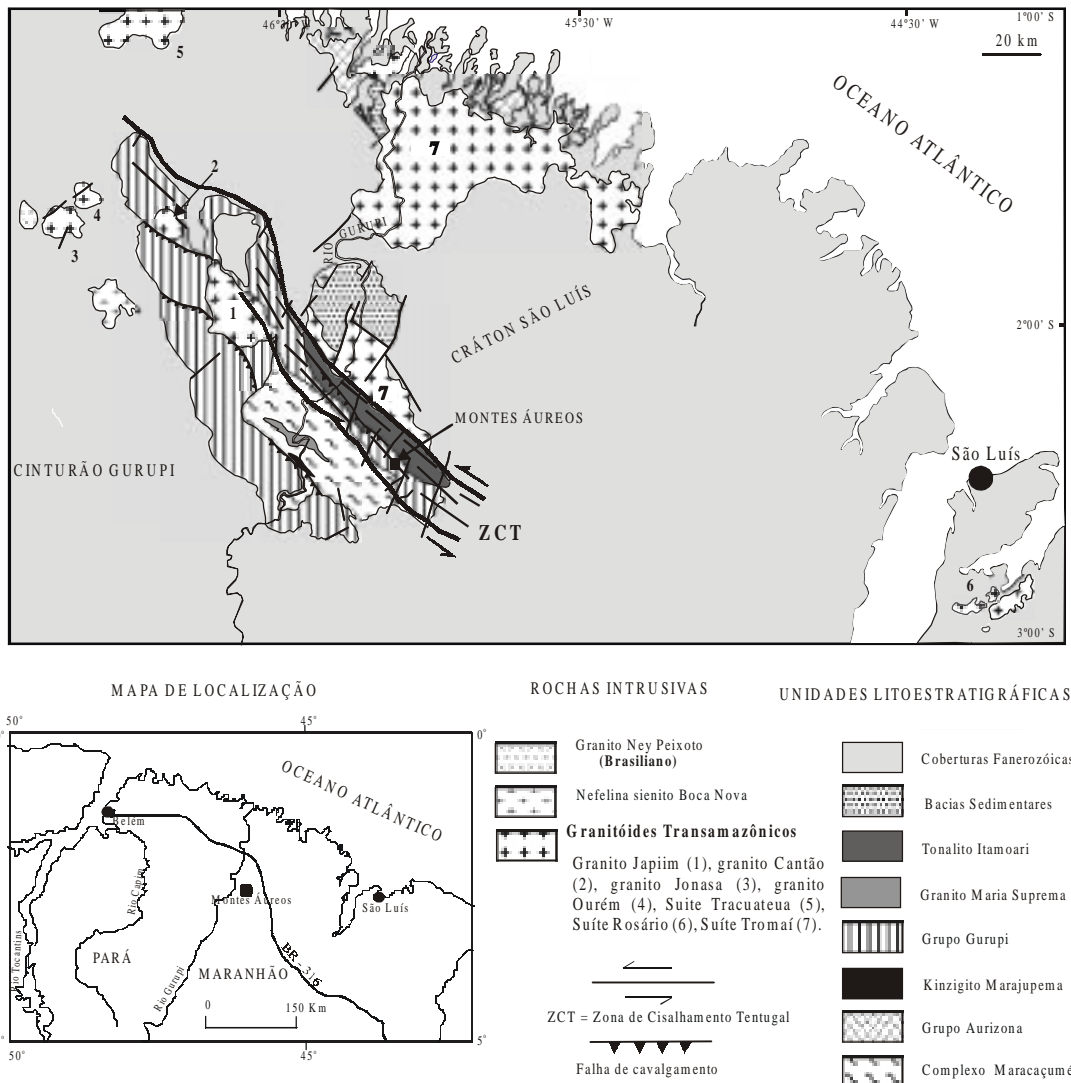 46°
45°30' W
44°30' W
1°00' S
20 km
5
OCEANO ATLÂNTICO
7
2
4
3
RIO GURUPI
1
CRÁTON SÃO LUÍS
2°00' S
7
MONTES ÁUREOS
CINTURÃO GURUPI
São Luís
ZCT
6
3°00' S
MAPA DE LOCALIZAÇÃO
50°
45°
0°
OCEANO ATLÂNTICO
Belém
Rio Capim
Montes Áureos
São Luís
PARÁ
MARANHÃO
BR - 316
Rio Tocantins
Rio Gurupi
0 150 Km
5°
50°
45°
ROCHAS INTRUSIVAS
Granito Ney Peixoto
(Brasiliano)
Nefelina sienito Boca Nova
Granitóides Transamazônicos
Granito Japiim (1), granito Cantão
(2), granito Jonasa (3), granito
Ourém (4), Suite Tracuateua (5),
Suíte Rosário (6), Suíte Tromaí (7).
ZCT = Zona de Cisalhamento Tentugal
Falha de cavalgamento
UNIDADES LITOESTRATIGRÁFICAS
Coberturas Fanerozóicas
Bacias Sedimentares
Tonalito Itamoari
Granito Maria Suprema
Grupo Gurupi
Kinzigito Marajupema
Grupo Aurizona
Complexo Maracaçumé